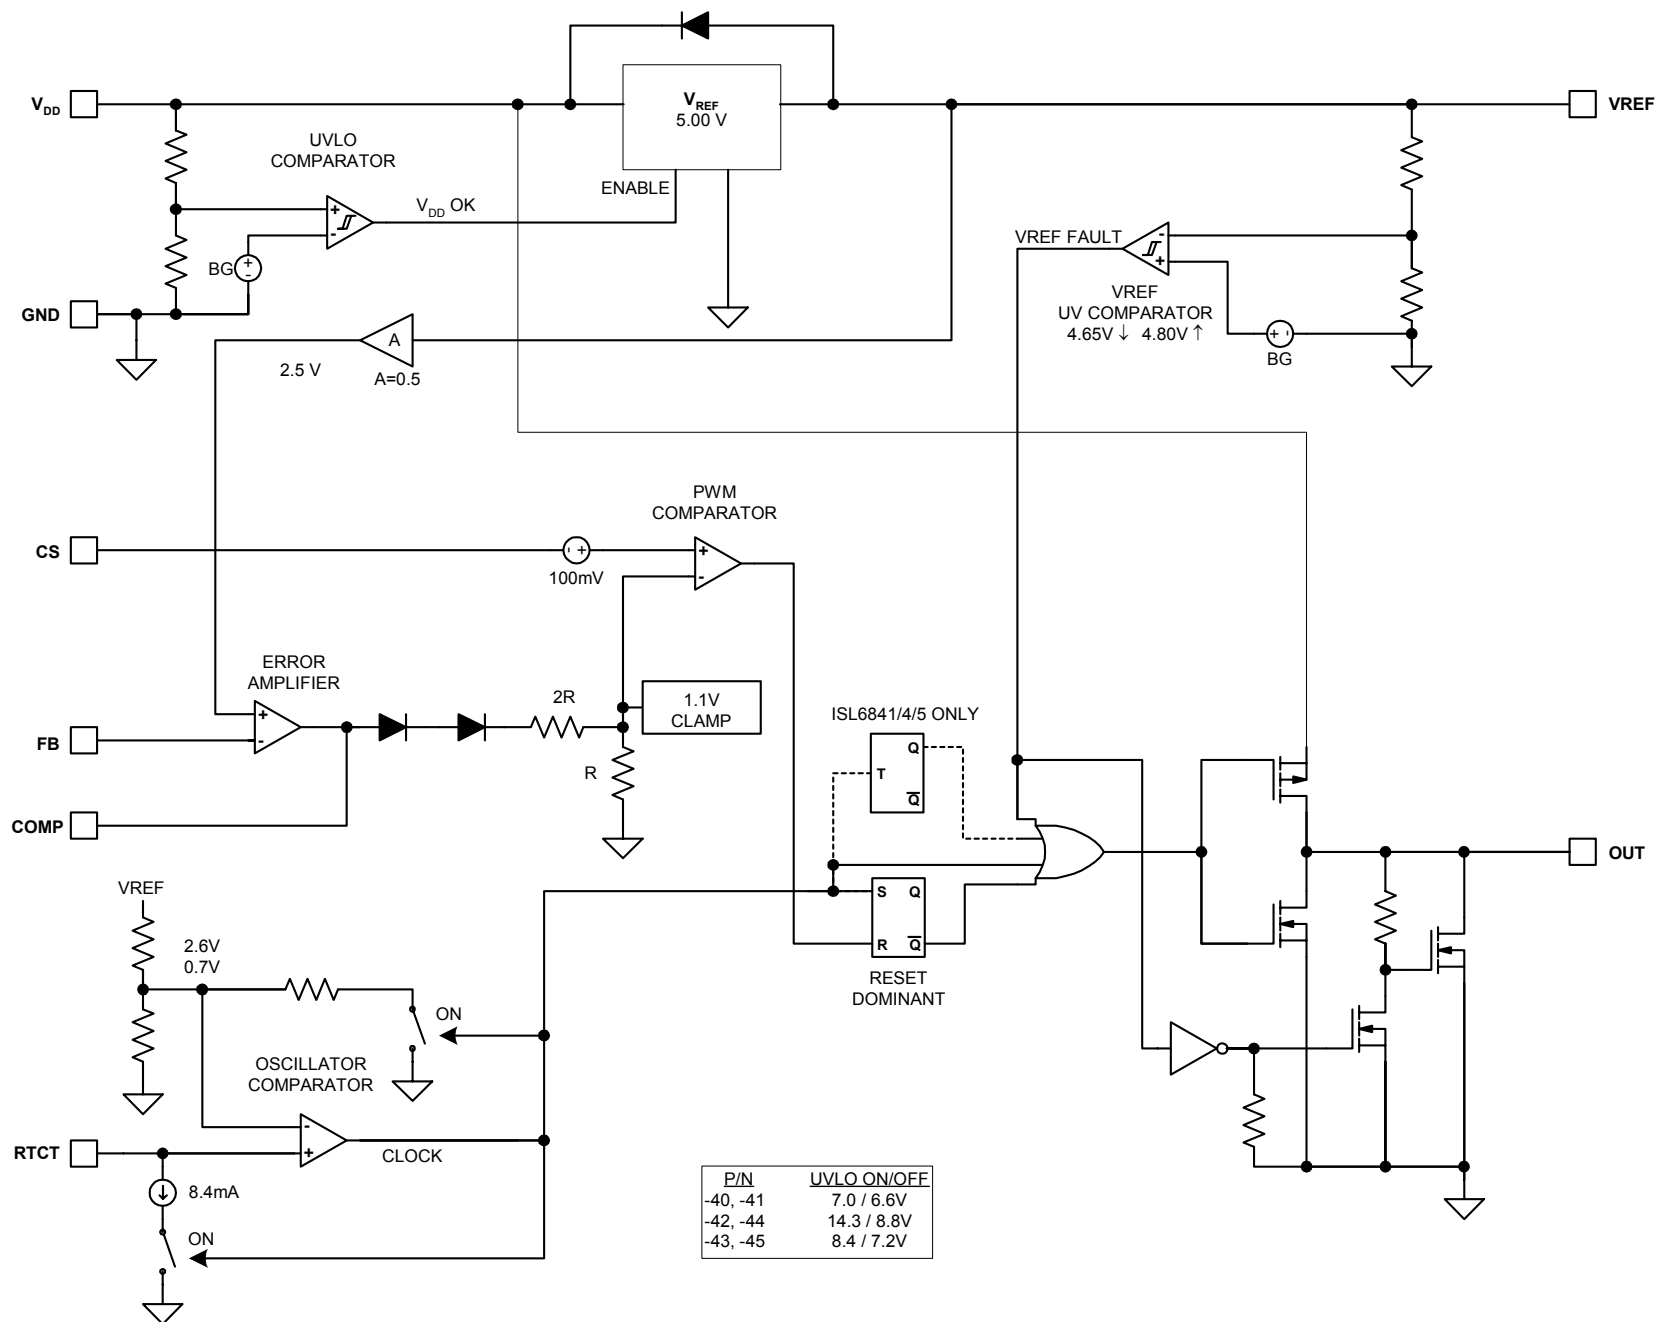 V_DD
V_REF
5.00 V
VREF
UVLO
COMPARATOR
ENABLE
V_DD OK
+
-
BG
+
-
VREF FAULT
-
+
VREF
UV COMPARATOR
4.65V ↓ 4.80V ↑
+ -
BG
GND
A
2.5 V
A=0.5
PWM
COMPARATOR
CS
- +
100mV
+
-
ERROR
AMPLIFIER
+
-
FB
2R
1.1V
CLAMP
R
COMP
ISL6841/4/5 ONLY
Q
T
Q̅
OUT
VREF
S Q
R Q̅
RESET
DOMINANT
2.6V
0.7V
ON
OSCILLATOR
COMPARATOR
-
+
RTCT
CLOCK
8.4mA
ON
P/N UVLO ON/OFF
-40, -41 7.0 / 6.6V
-42, -44 14.3 / 8.8V
-43, -45 8.4 / 7.2V